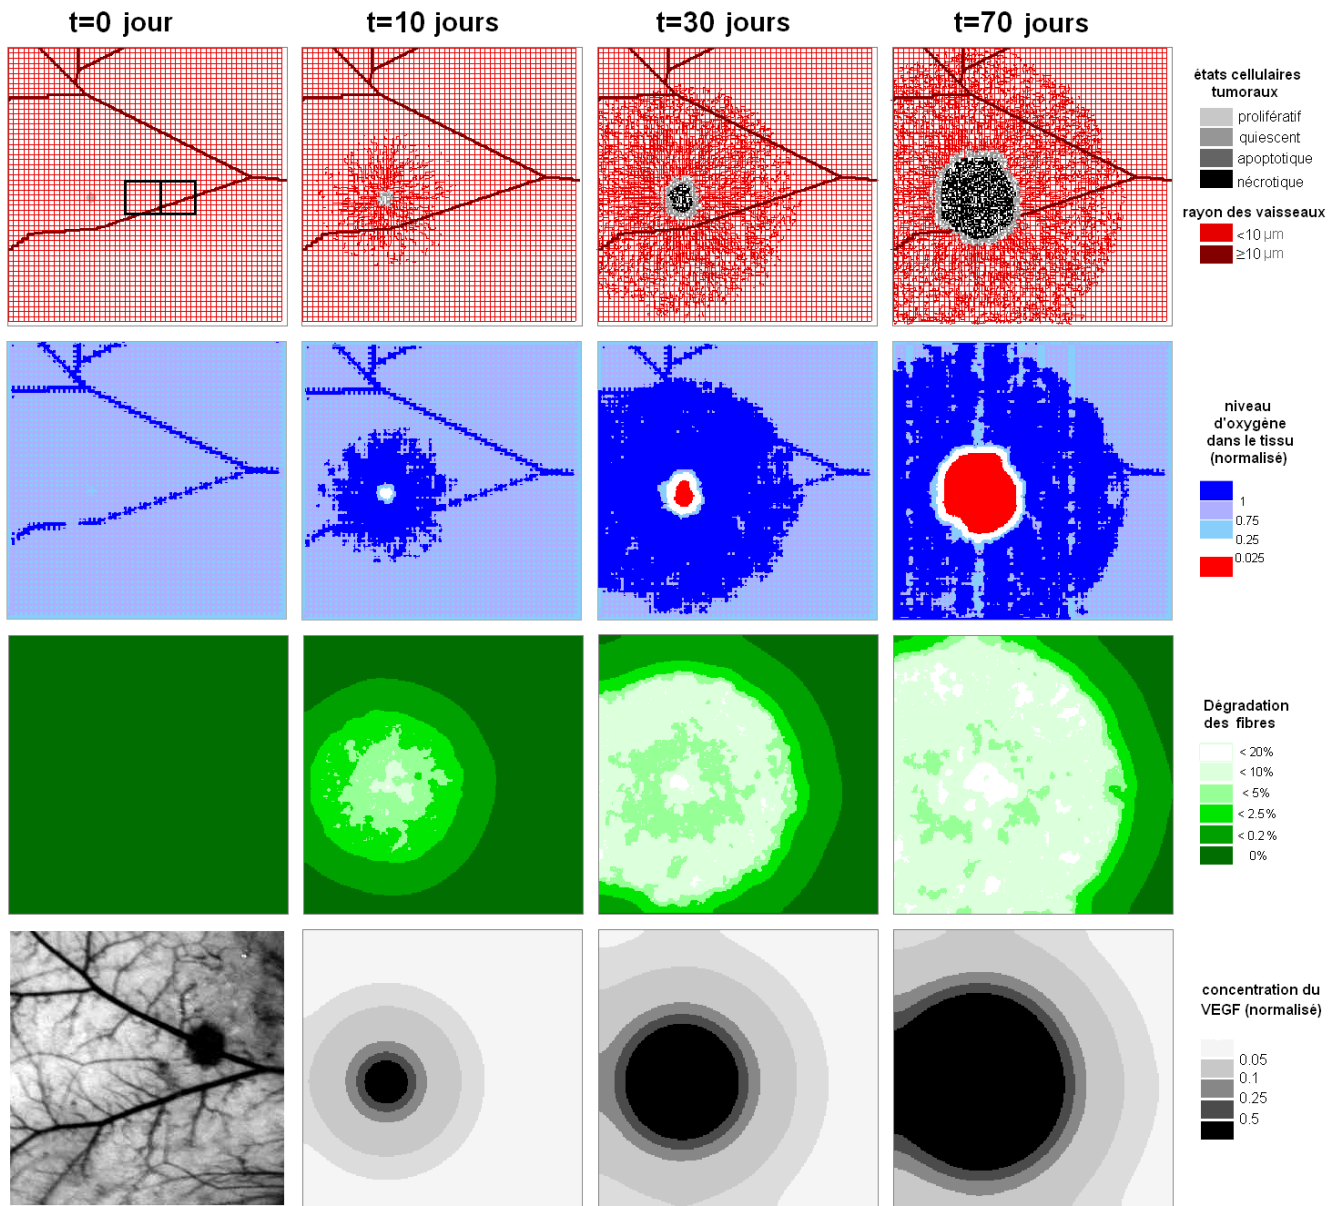 t=0 jour
t=10 jours
t=30 jours
t=70 jours
états cellulaires
tumoraux
prolifératif
quiescent
apoptotique
nécrotique
rayon des vaisseaux
<10 µm
≥10 µm
niveau
d'oxygène
dans le tissu
(normalisé)
1
0.75
0.25
0.025
Dégradation
des fibres
< 20%
< 10%
< 5%
< 2.5%
< 0.2%
0%
concentration du
VEGF (normalisé)
0.05
0.1
0.25
0.5